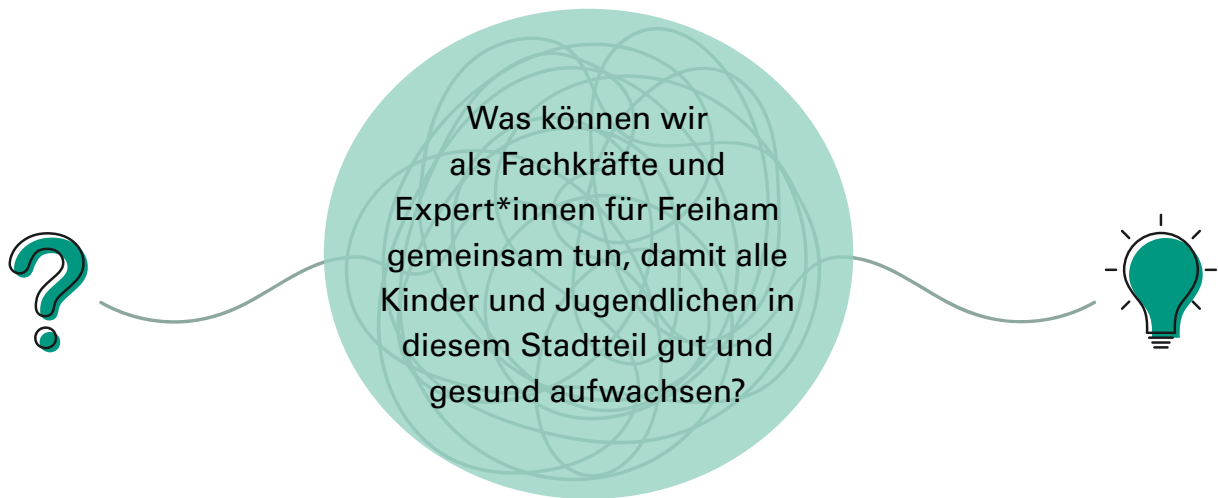 Was können wir
als Fachkräfte und
Expert*innen für Freiham
gemeinsam tun, damit alle
Kinder und Jugendlichen in
diesem Stadtteil gut und
gesund aufwachsen?